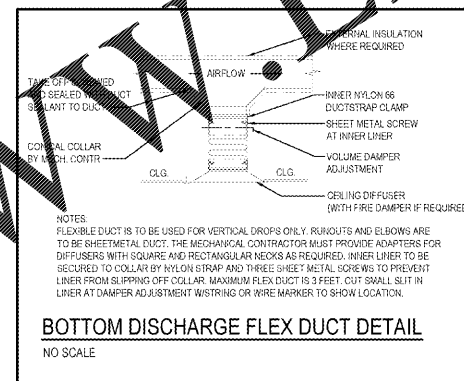 EXTERNAL INSULATION
WHERE REQUIRED
AIRFLOW
TAKE OFF SCREWED
AND SEALED WITH DUCT
SEALANT TO DUCT
INNER NYLON 66
DUCTSTRAP CLAMP
SHEET METAL SCREW
AT INNER LINER
CONICAL COLLAR
BY MECH. CONTR
VOLUME DAMPER
ADJUSTMENT
CLG.
CLG.
CEILING DIFFUSER
(WITH FIRE DAMPER IF REQUIRED
NOTES:
FLEXIBLE DUCT IS TO BE USED FOR VERTICAL DROPS ONLY. RUNOUTS AND ELBOWS ARE
TO BE SHEETMETAL DUCT. THE MECHANICAL CONTRACTOR MUST PROVIDE ADAPTERS FOR
DIFFUSERS WITH SQUARE AND RECTANGULAR NECKS AS REQUIRED. INNER LINER TO BE
SECURED TO COLLAR BY NYLON STRAP AND THREE SHEET METAL SCREWS TO PREVENT
LINER FROM SLIPPING OFF COLLAR. MAXIMUM FLEX DUCT IS 3 FEET. CUT SMALL SLIT IN
LINER AT DAMPER ADJUSTMENT W/STRING OR WIRE MARKER TO SHOW LOCATION.
BOTTOM DISCHARGE FLEX DUCT DETAIL
NO SCALE